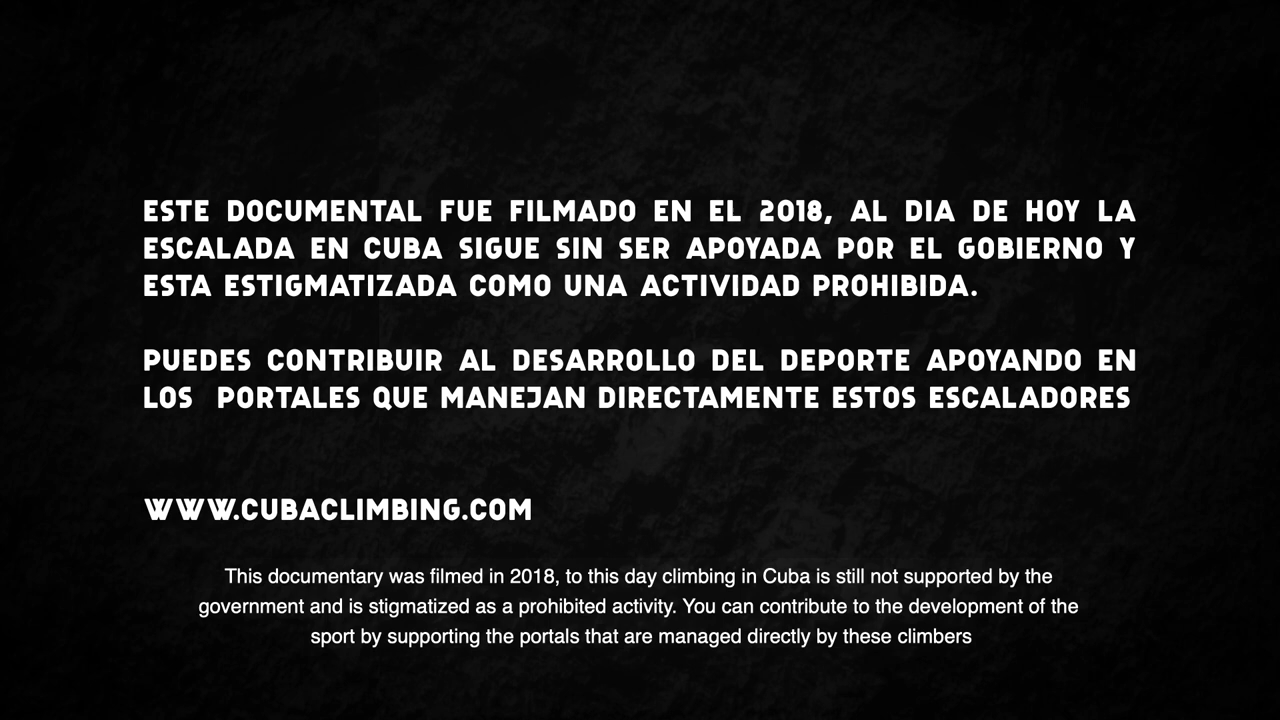 ESTE DOCUMENTAL FUE FILMADO EN EL 2018, AL DIA DE HOY LA
ESCALADA EN CUBA SIGUE SIN SER APOYADA POR EL GOBIERNO Y
ESTA ESTIGMATIZADA COMO UNA ACTIVIDAD PROHIBIDA.
PUEDES CONTRIBUIR AL DESARROLLO DEL DEPORTE APOYANDO EN
LOS PORTALES QUE MANEJAN DIRECTAMENTE ESTOS ESCALADORES
WWW.CUBACLIMBING.COM
This documentary was filmed in 2018, to this day climbing in Cuba is still not supported by the
government and is stigmatized as a prohibited activity. You can contribute to the development of the
sport by supporting the portals that are managed directly by these climbers